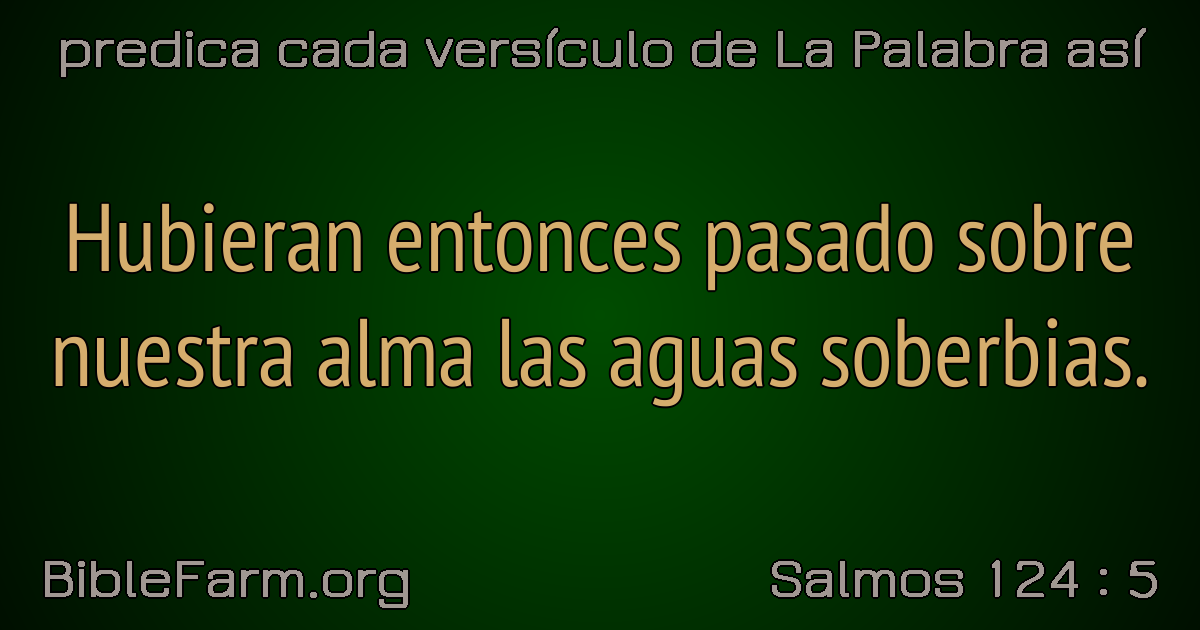 predica cada versículo de La Palabra así
Hubieran entonces pasado sobre
nuestra alma las aguas soberbias.
BibleFarm.org
Salmos 124 : 5